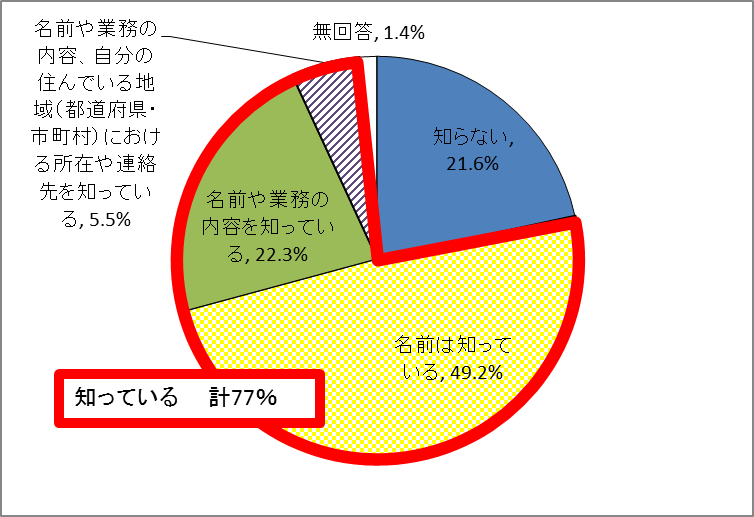 名前や業務の
内容、自分の
住んでいる地
域(都道府県・
市町村)におけ
る所在や連絡
先を知ってい
る, 5.5%
無回答, 1.4%
知らない,
21.6%
名前や業務の
内容を知ってい
る, 22.3%
名前は知って
いる, 49.2%
知っている 計77%